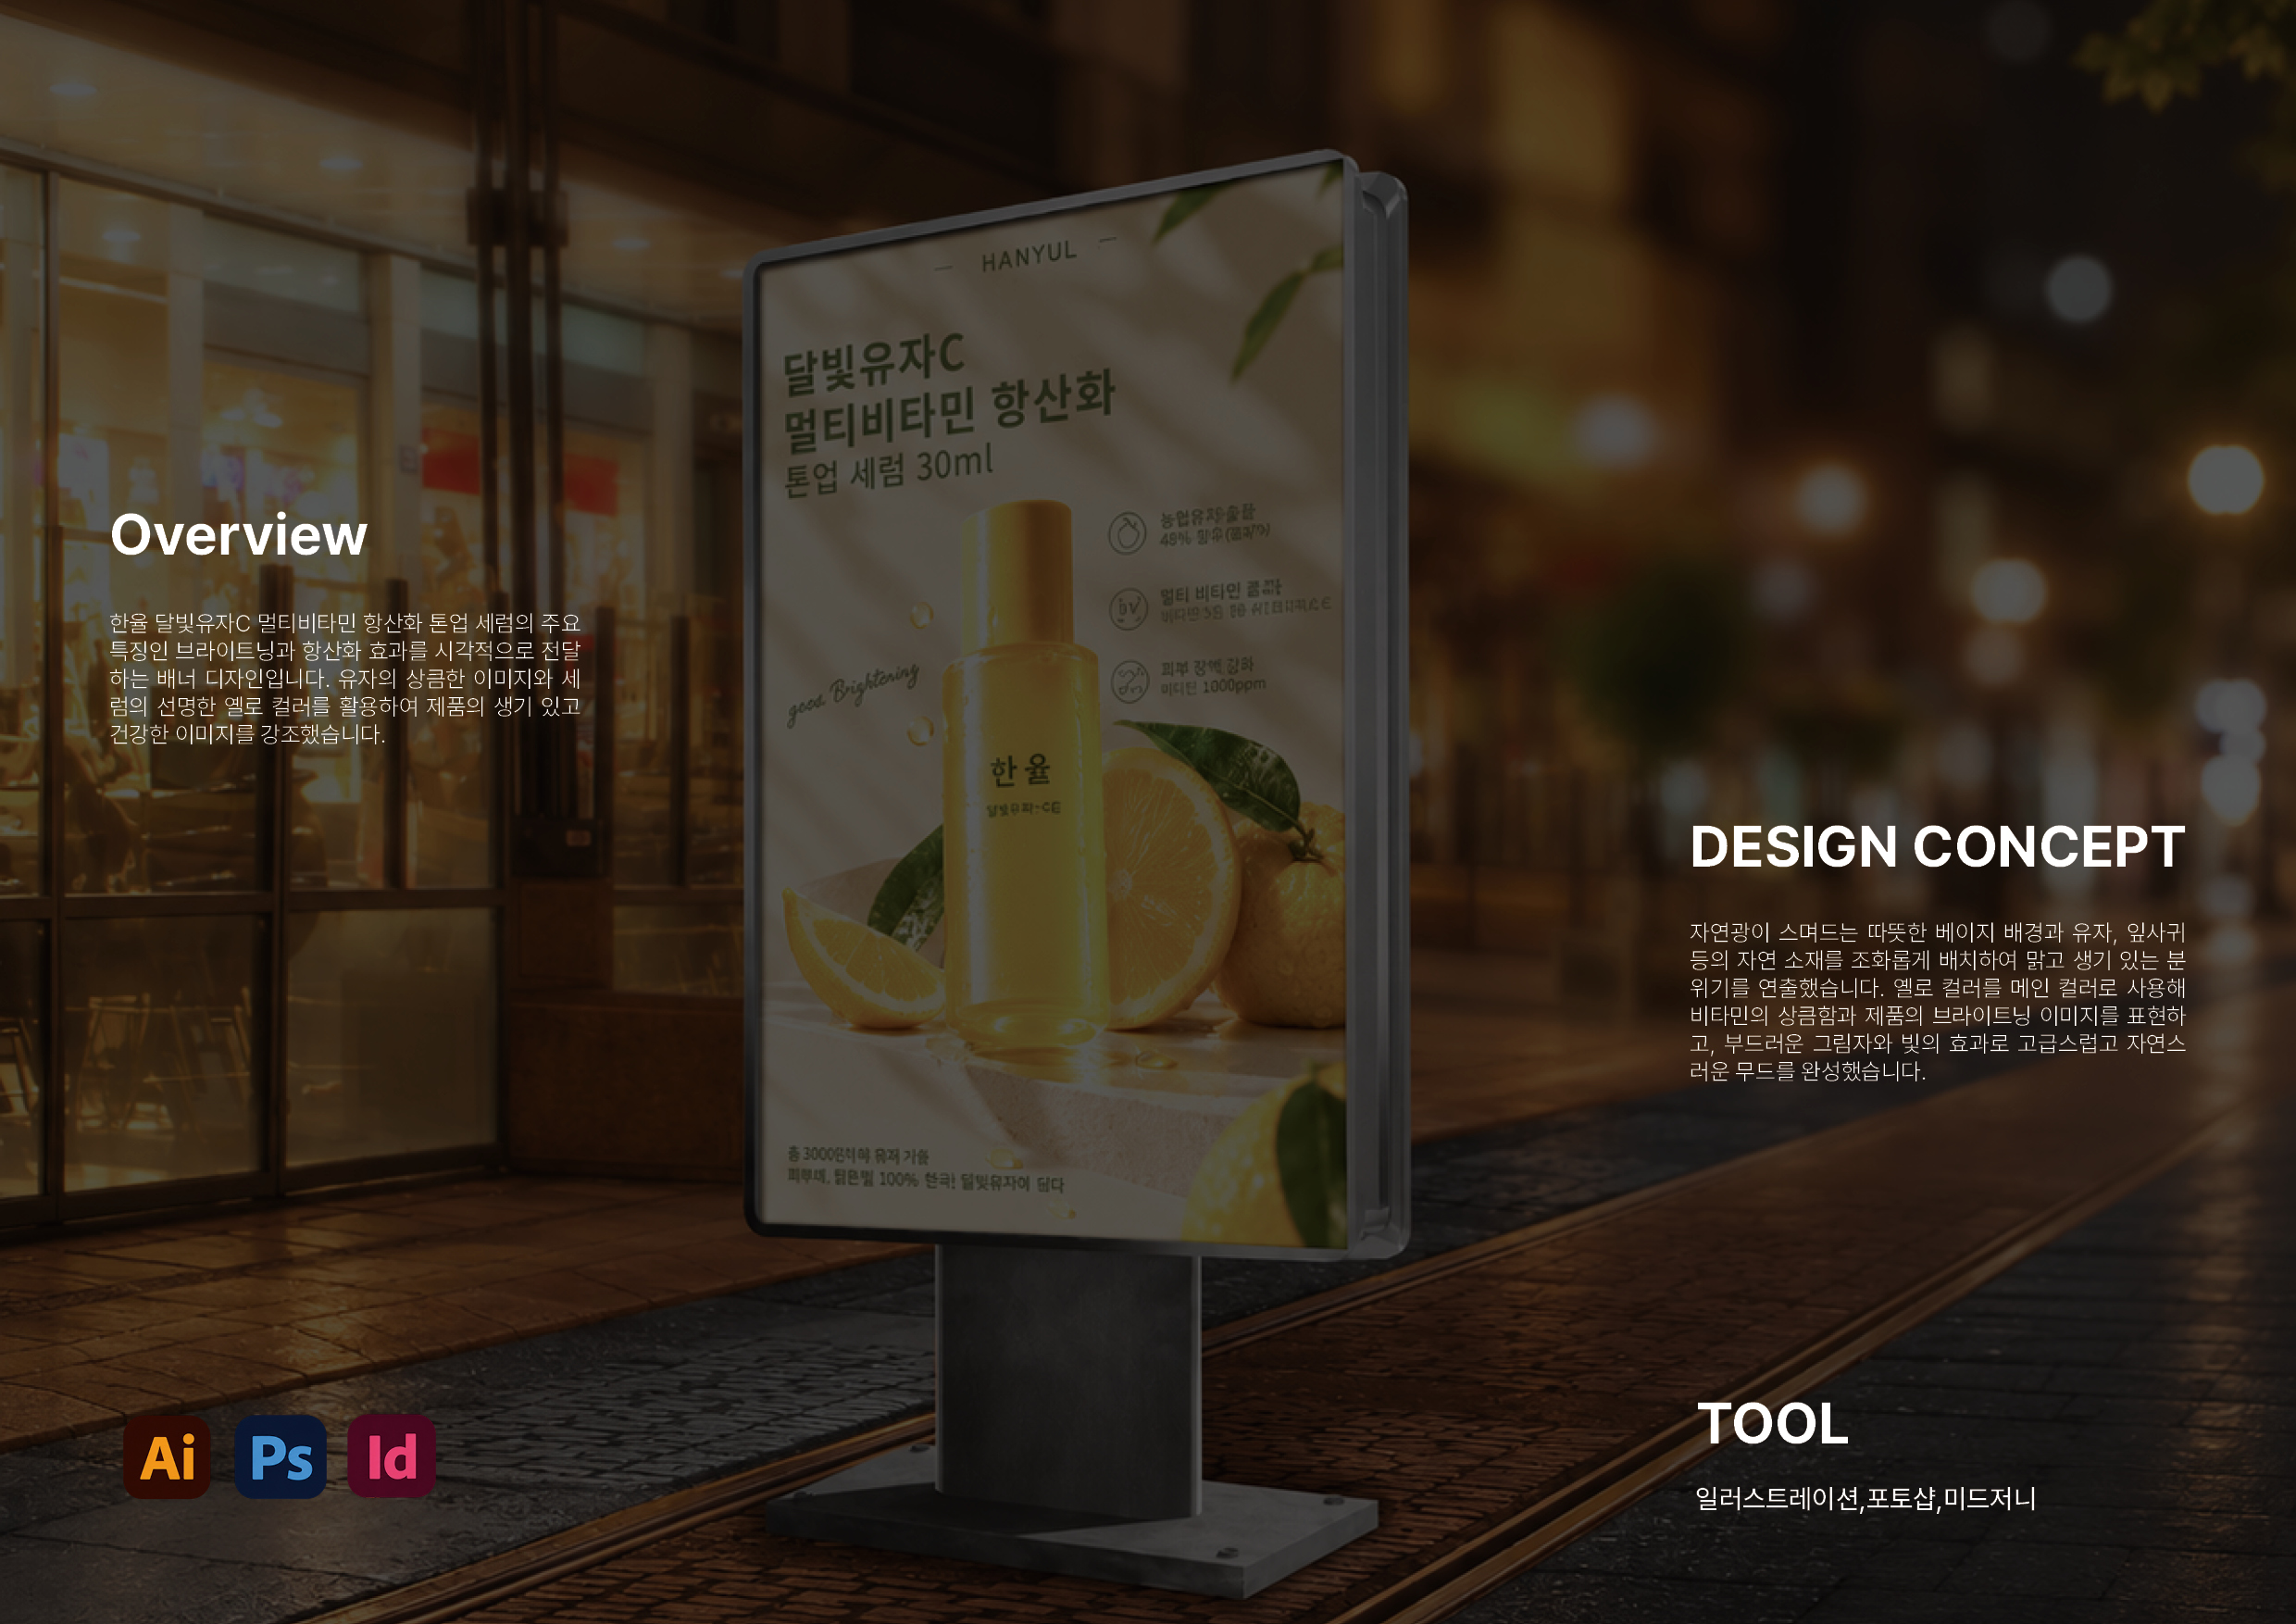 Overview
한율 달빛유자C 멀티비타민 항산화 톤업 세럼의 주요
특징인 브라이트닝과 항산화 효과를 시각적으로 전달
하는 배너 디자인입니다. 유자의 상큼한 이미지와 세
럼의 선명한 옐로 컬러를 활용하여 제품의 생기 있고
건강한 이미지를 강조했습니다.
HANYUL
달빛유자C
멀티비타민 항산화
톤업 세럼 30ml
멀티 비타민
피부 장벽 강화
1000ppm
good. Brightening
한율
100%
DESIGN CONCEPT
자연광이 스며드는 따뜻한 베이지 배경과 유자, 잎사귀
등의 자연 소재를 조화롭게 배치하여 맑고 생기 있는 분
위기를 연출했습니다. 옐로 컬러를 메인 컬러로 사용해
비타민의 상큼함과 제품의 브라이트닝 이미지를 표현하
고, 부드러운 그림자와 빛의 효과로 고급스럽고 자연스
러운 무드를 완성했습니다.
Ai Ps Id
TOOL
일러스트레이션,포토샵,미드저니